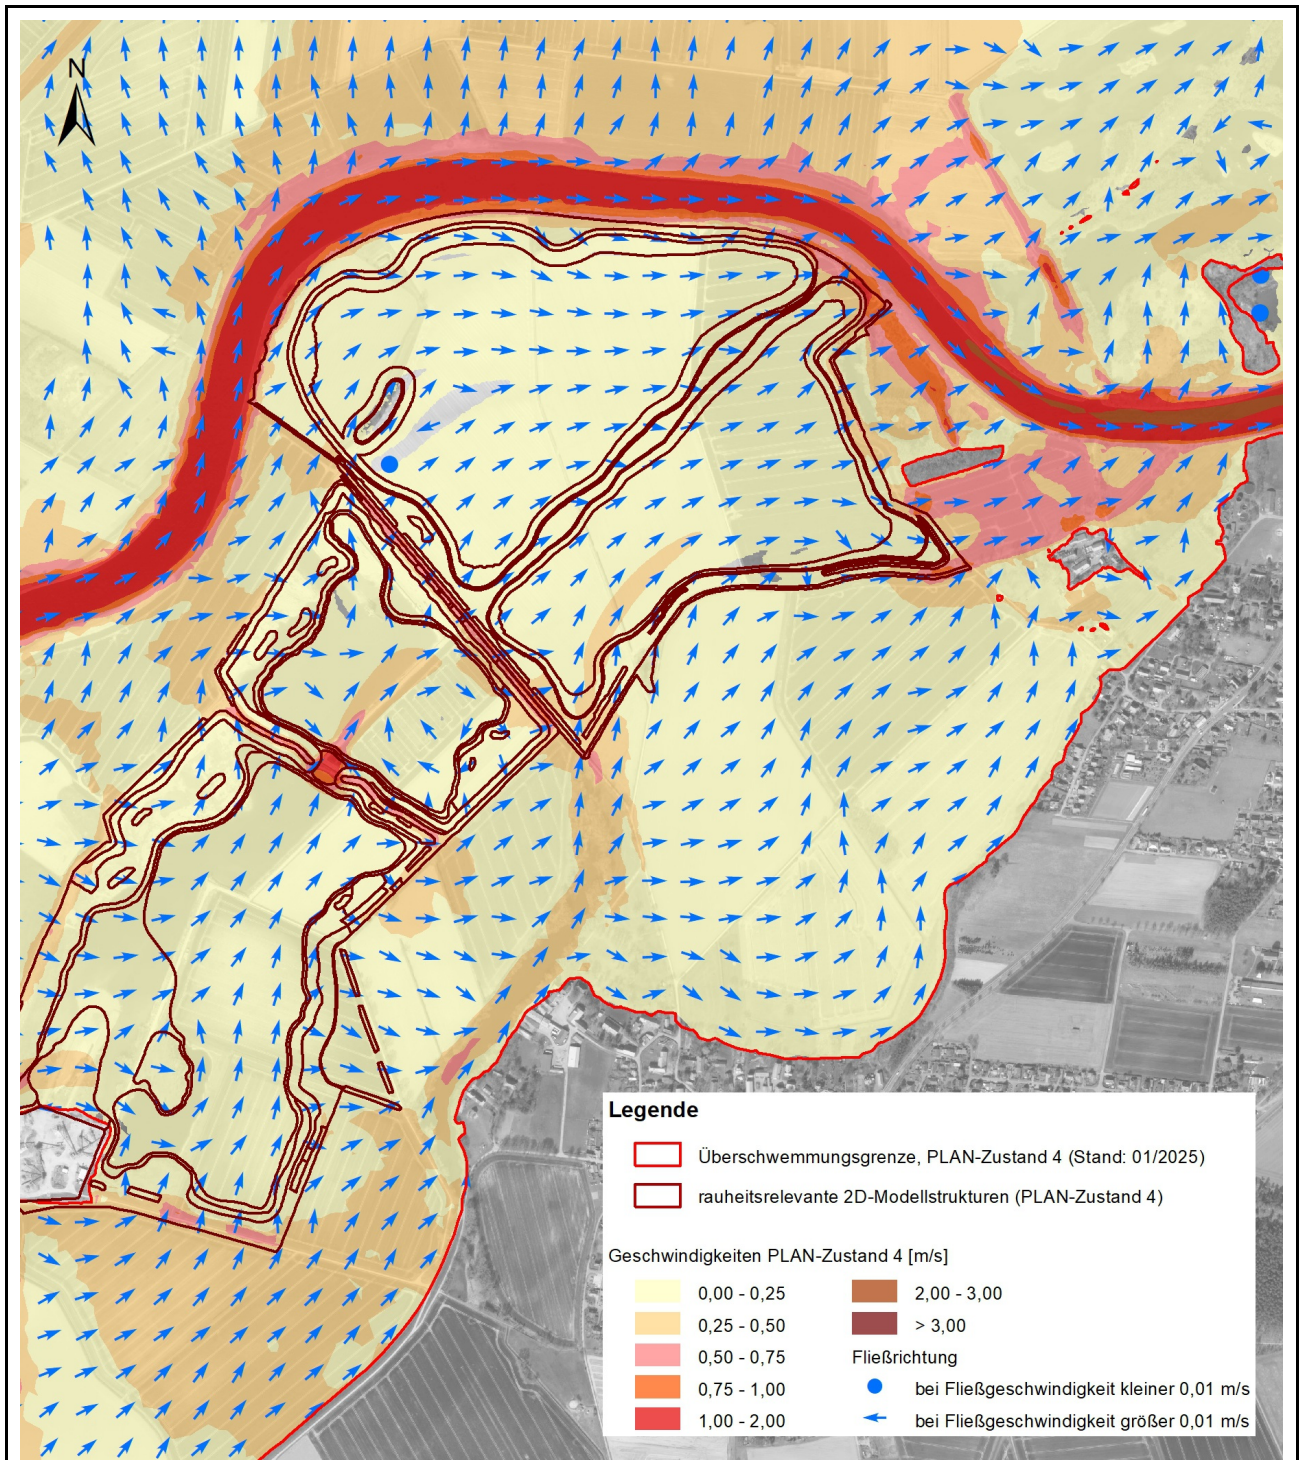 N
Legende
Überschwemmungsgrenze, PLAN-Zustand 4 (Stand: 01/2025)
rauheitsrelevante 2D-Modellstrukturen (PLAN-Zustand 4)
Geschwindigkeiten PLAN-Zustand 4 [m/s]
0,00 - 0,25
0,25 - 0,50
0,50 - 0,75
0,75 - 1,00
1,00 - 2,00
2,00 - 3,00
> 3,00
Fließrichtung
bei Fließgeschwindigkeit kleiner 0,01 m/s
bei Fließgeschwindigkeit größer 0,01 m/s